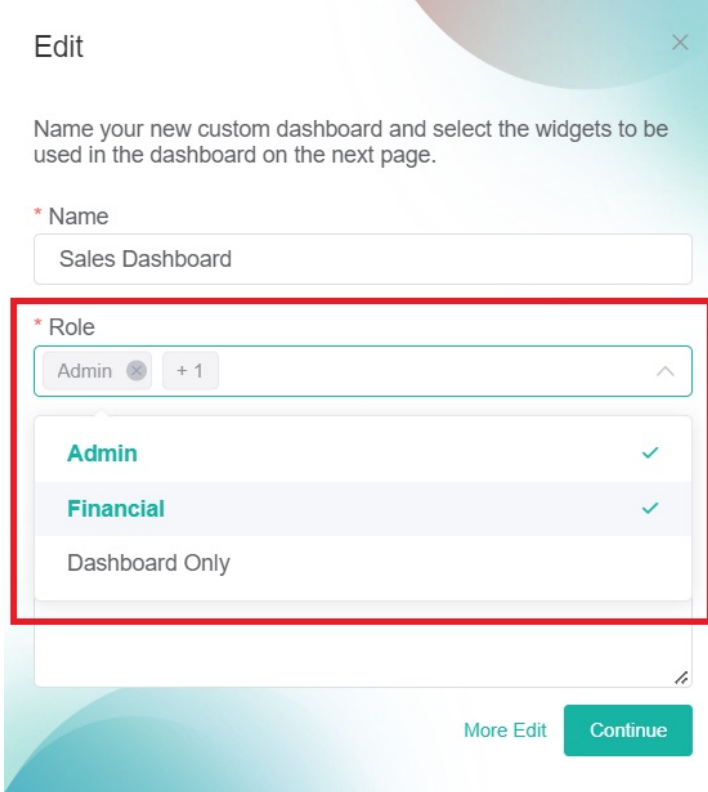 Edit
Name your new custom dashboard and select the widgets to be
used in the dashboard on the next page.
* Name
Sales Dashboard
* Role
Admin + 1
Admin
Financial
Dashboard Only
More Edit Continue